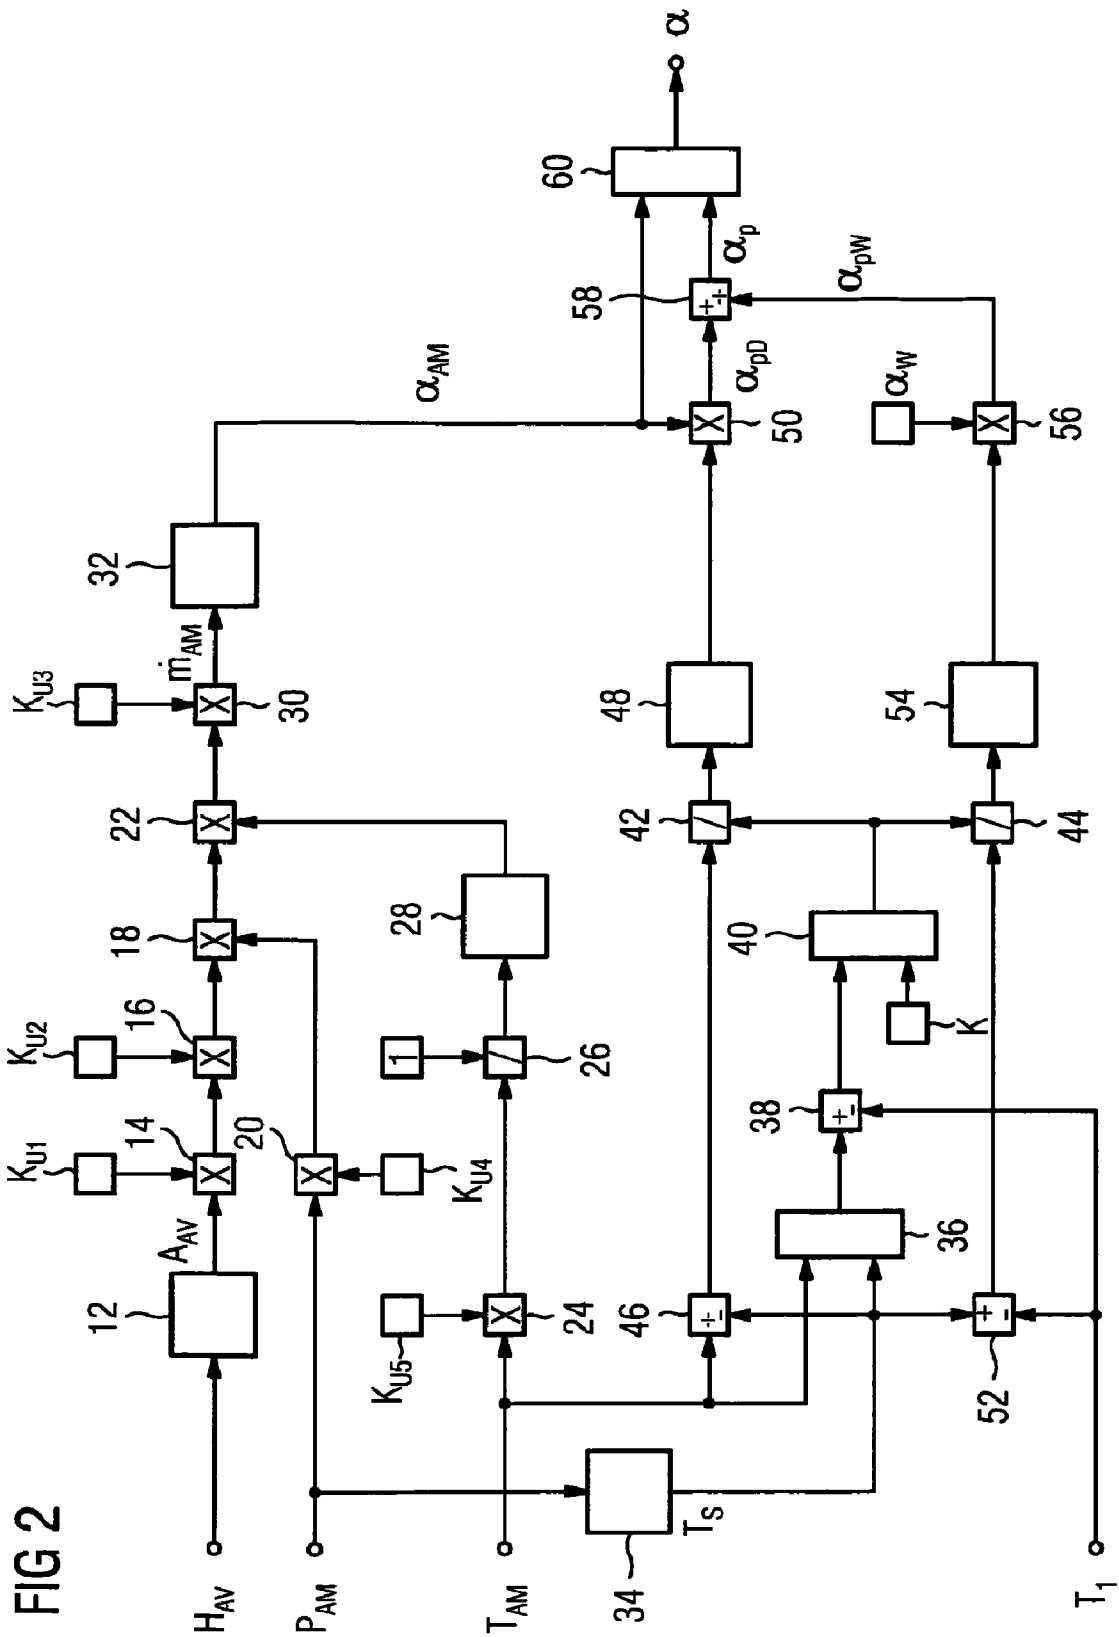 FIG 2
K_U1
K_U2
K_U3
12
A_AV
14
16
18
22
30
ṁ_AM
32
H_AV
20
K_U4
P_AM
α_AM
K_U5
1
24
26
28
T_AM
34
T_S
46
42
48
50
α_pD
58
α_p
60
α
36
38
40
K
α_pW
52
44
54
α_W
56
T_1
X
X
X
X
X
X
X
/
+
-
/
X
+
+
+
-
+
-
/
X